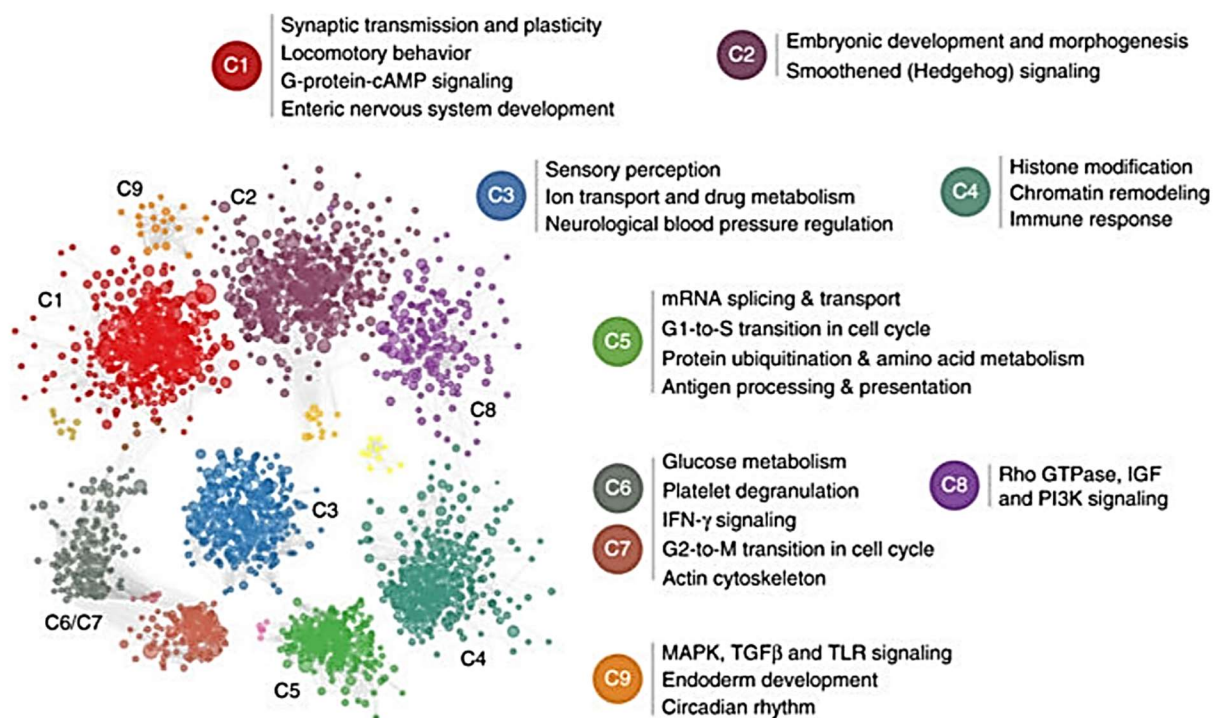 C1
Synaptic transmission and plasticity
Locomotory behavior
G-protein-cAMP signaling
Enteric nervous system development
C2
Embryonic development and morphogenesis
Smoothened (Hedgehog) signaling
C3
Sensory perception
Ion transport and drug metabolism
Neurological blood pressure regulation
C4
Histone modification
Chromatin remodeling
Immune response
C9
C2
C1
C8
C3
C6/C7
C5
C4
C5
mRNA splicing & transport
G1-to-S transition in cell cycle
Protein ubiquitination & amino acid metabolism
Antigen processing & presentation
C6
C7
Glucose metabolism
Platelet degranulation
IFN-γ signaling
G2-to-M transition in cell cycle
Actin cytoskeleton
C8
Rho GTPase, IGF
and PI3K signaling
C9
MAPK, TGFβ and TLR signaling
Endoderm development
Circadian rhythm